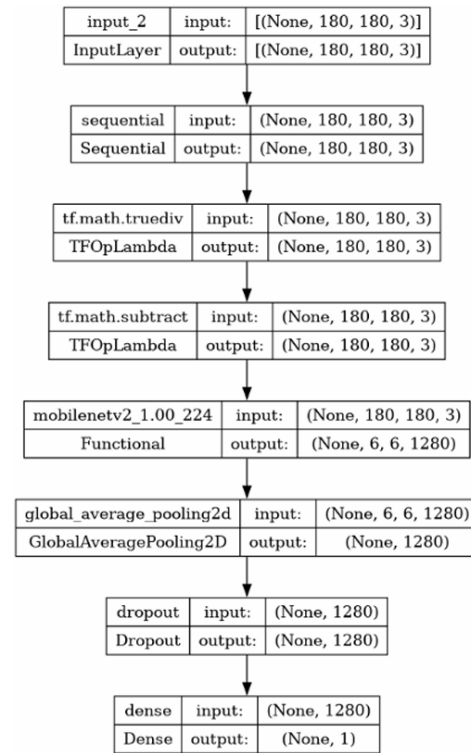 input_2 input: [(None, 180, 180, 3)]
InputLayer output: [(None, 180, 180, 3)]
sequential input: (None, 180, 180, 3)
Sequential output: (None, 180, 180, 3)
tf.math.truediv input: (None, 180, 180, 3)
TFOpLambda output: (None, 180, 180, 3)
tf.math.subtract input: (None, 180, 180, 3)
TFOpLambda output: (None, 180, 180, 3)
mobilenetv2_1.00_224 input: (None, 180, 180, 3)
Functional output: (None, 6, 6, 1280)
global_average_pooling2d input: (None, 6, 6, 1280)
GlobalAveragePooling2D output: (None, 1280)
dropout input: (None, 1280)
Dropout output: (None, 1280)
dense input: (None, 1280)
Dense output: (None, 1)